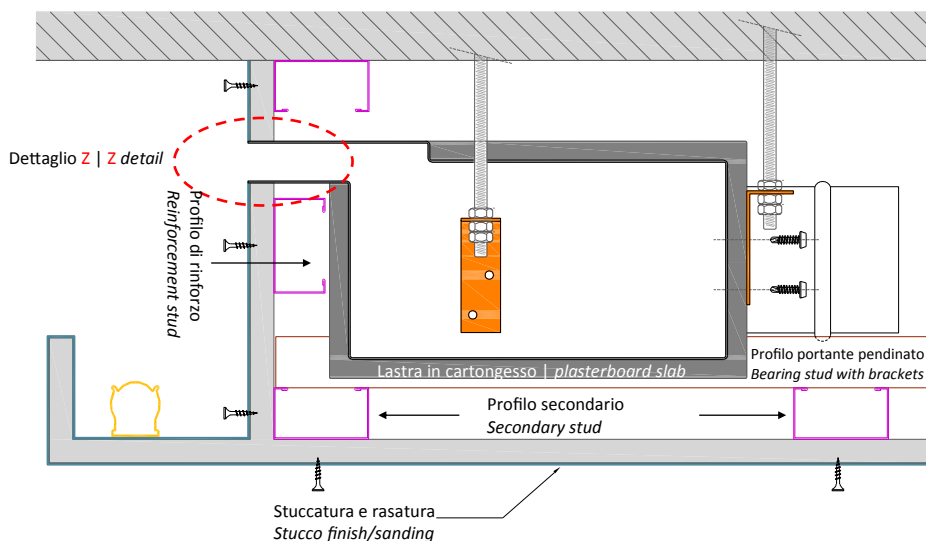 Dettaglio Z | Z detail
Profilo di rinforzo
Reinforcement stud
Lastra in cartongesso | plasterboard slab
Profilo portante pendinato
Bearing stud with brackets
Profilo secondario
Secondary stud
Stuccatura e rasatura
Stucco finish/sanding